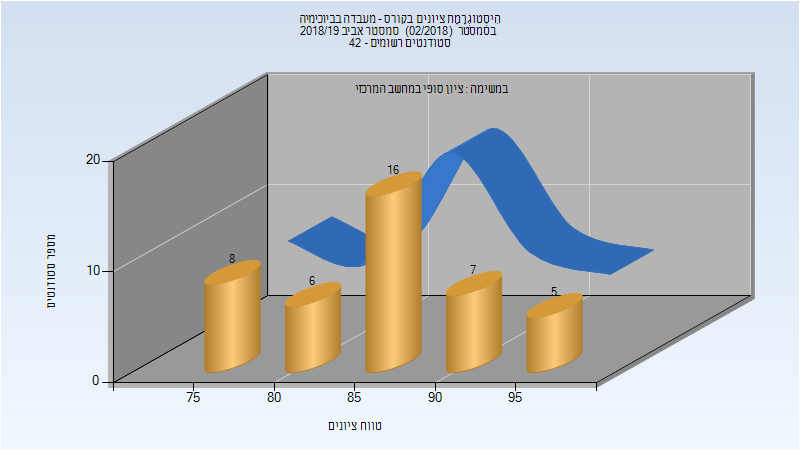 היסטוגרמת ציונים בקורס - מעבדה בביוכימיה
בסמסטר (02/2018) סמסטר אביב 2018/19
סטודנטים רשומים - 42
במשימה : ציון סופי במחשב המרכזי
מספר סטודנטים
20
10
0
8
6
16
7
5
75
80
85
90
95
טווח ציונים